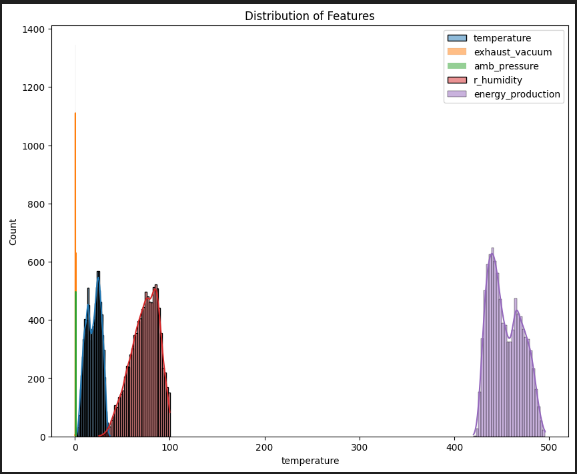 Distribution of Features
1400
1200
1000
800
600
400
200
0
Count
0 100 200 300 400 500
temperature
temperature
exhaust_vacuum
amb_pressure
r_humidity
energy_production